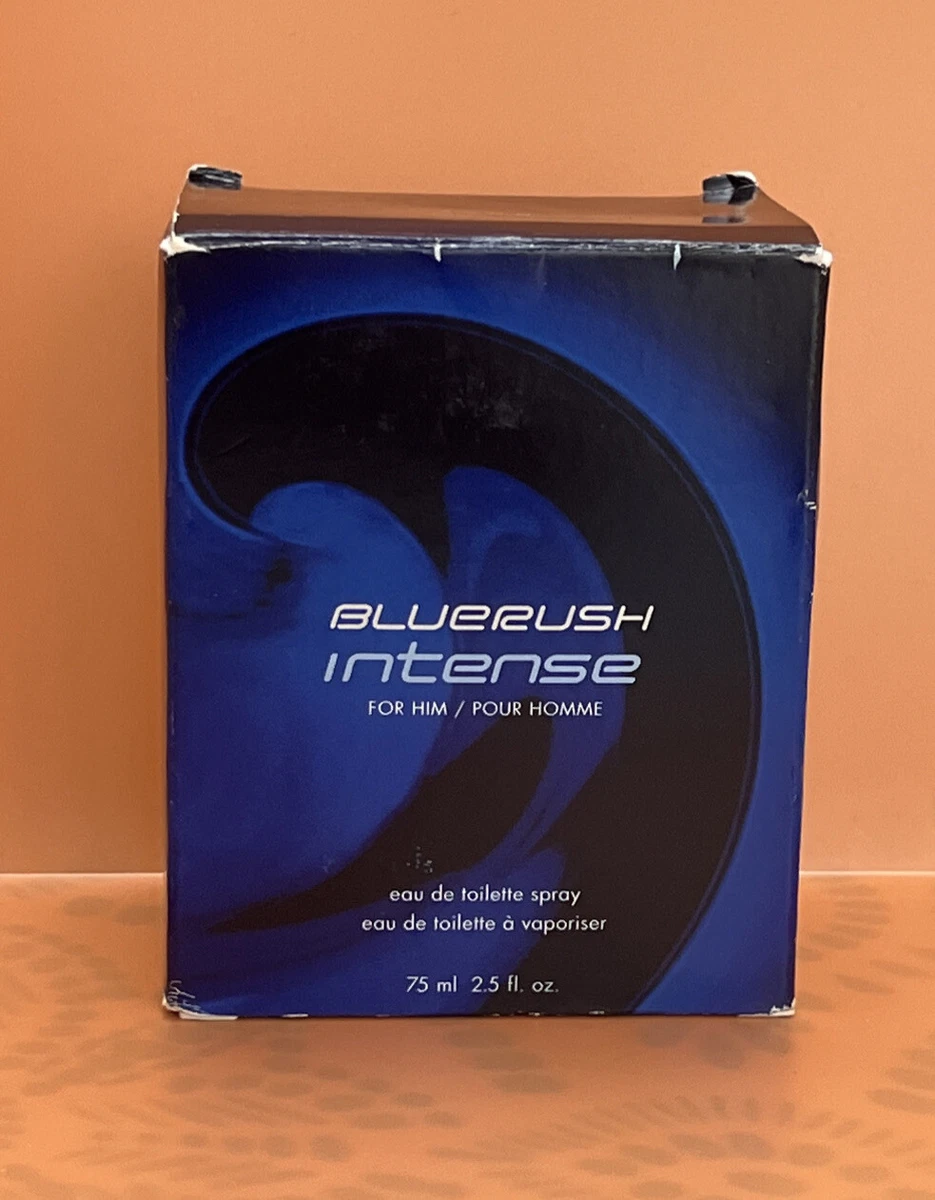 BLUERUSH
intense
FOR HIM / POUR HOMME
eau de toilette spray
eau de toilette à vaporiser
75 ml 2.5 fl. oz.